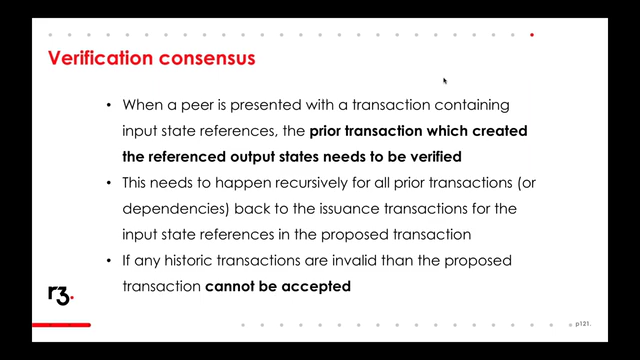 Verification consensus
• When a peer is presented with a transaction containing
input state references, the prior transaction which created
the referenced output states needs to be verified
• This needs to happen recursively for all prior transactions (or
dependencies) back to the issuance transactions for the
input state references in the proposed transaction
• If any historic transactions are invalid than the proposed
transaction cannot be accepted
r3.
p121.